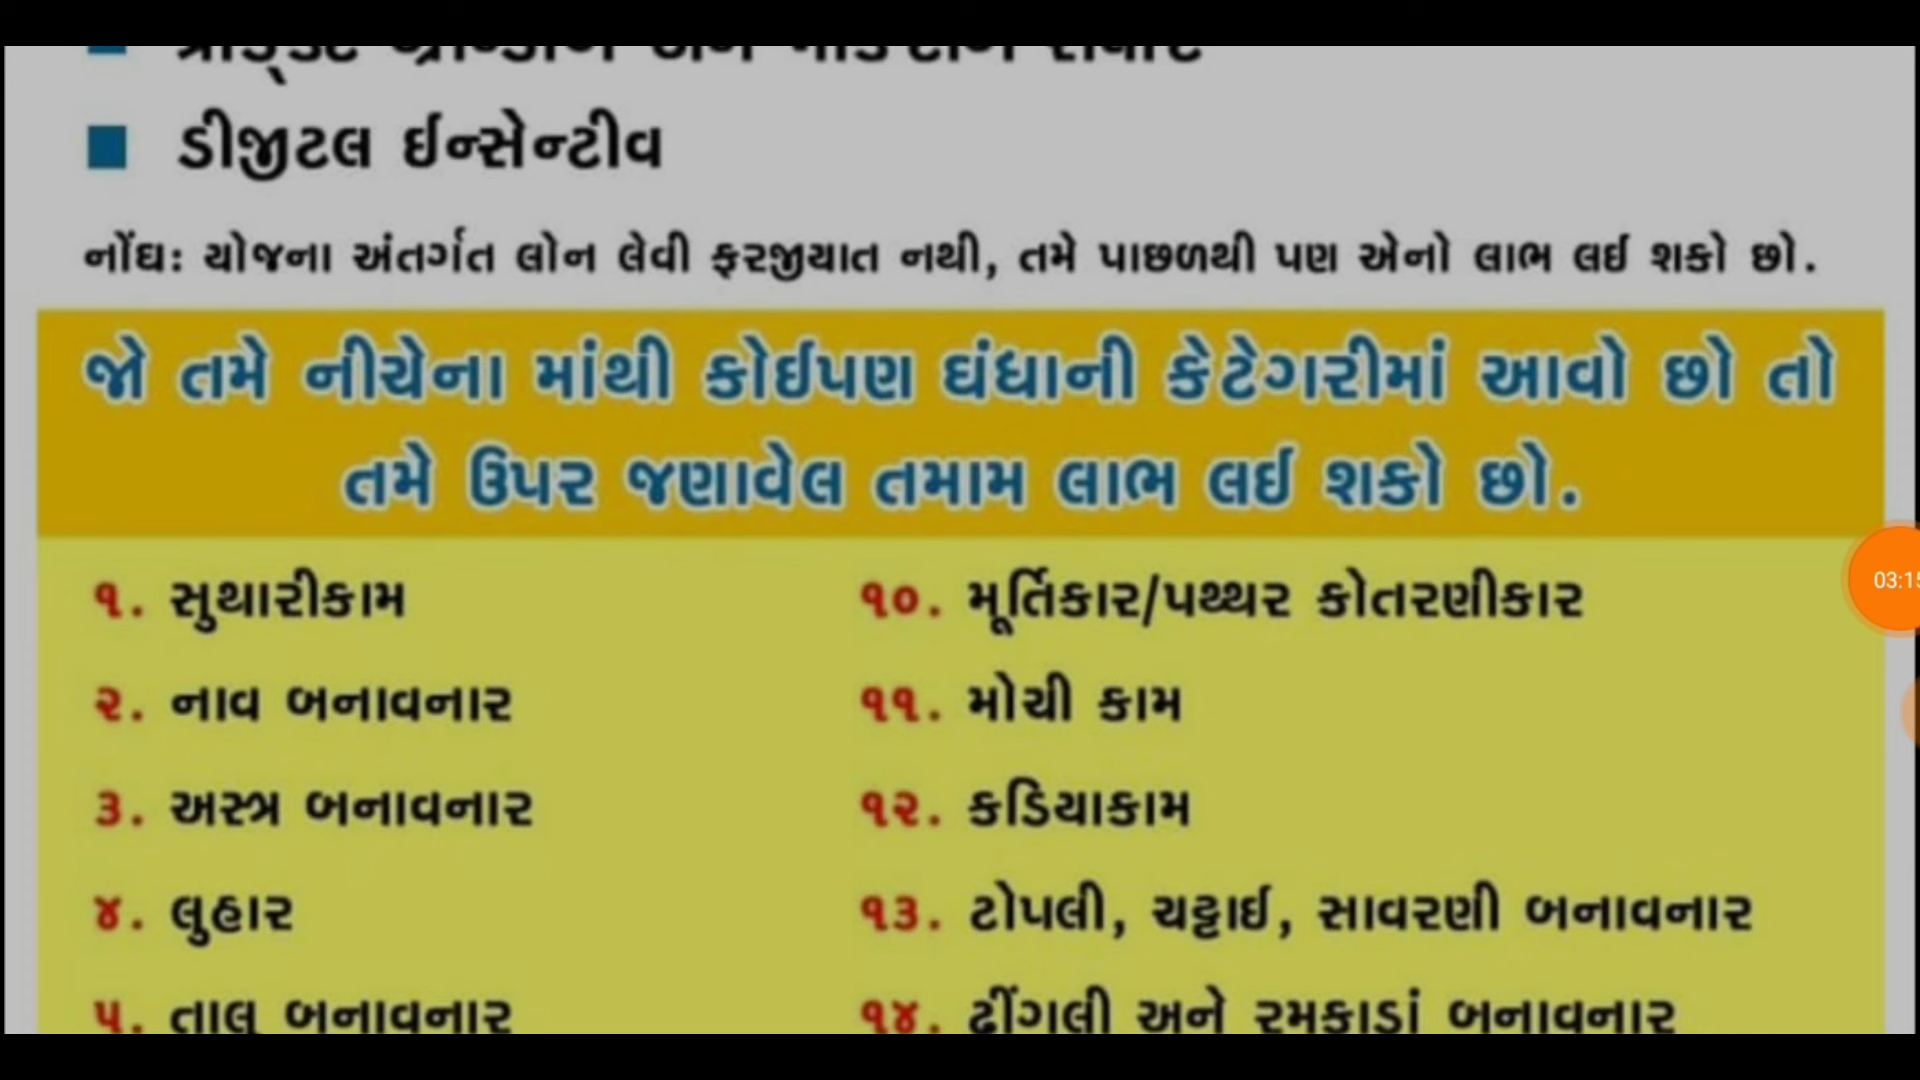 ડીજીટલ ઈન્સેન્ટીવ
નોંઘઃ યોજના અંતર્ગત લોન લેવી ફરજીયાત નથી, તમે પાછળથી પણ એનો લાભ લઈ શકો છો.
જો તમે નીચેના માંથી કોઈપણ ઘંધાની કેટેગરીમાં આવો છો તો
તમે ઉપર જણાવેલ તમામ લાભ લઈ શકો છો.
૧. સુથારીકામ
૨. નાવ બનાવનાર
૩. અસ્ત્ર બનાવનાર
૪. લુહાર
૫. તાલુ બનાવનાર
૧૦. મૂર્તિકાર/પથ્થર કોતરણીકાર
૧૧. મોચી કામ
૧૨. કડિયાકામ
૧૩. ટોપલી, ચટ્ટાઈ, સાવરણી બનાવનાર
૧૪. ઢીંગલી અને રમકાડાં બનાવનાર
03:15